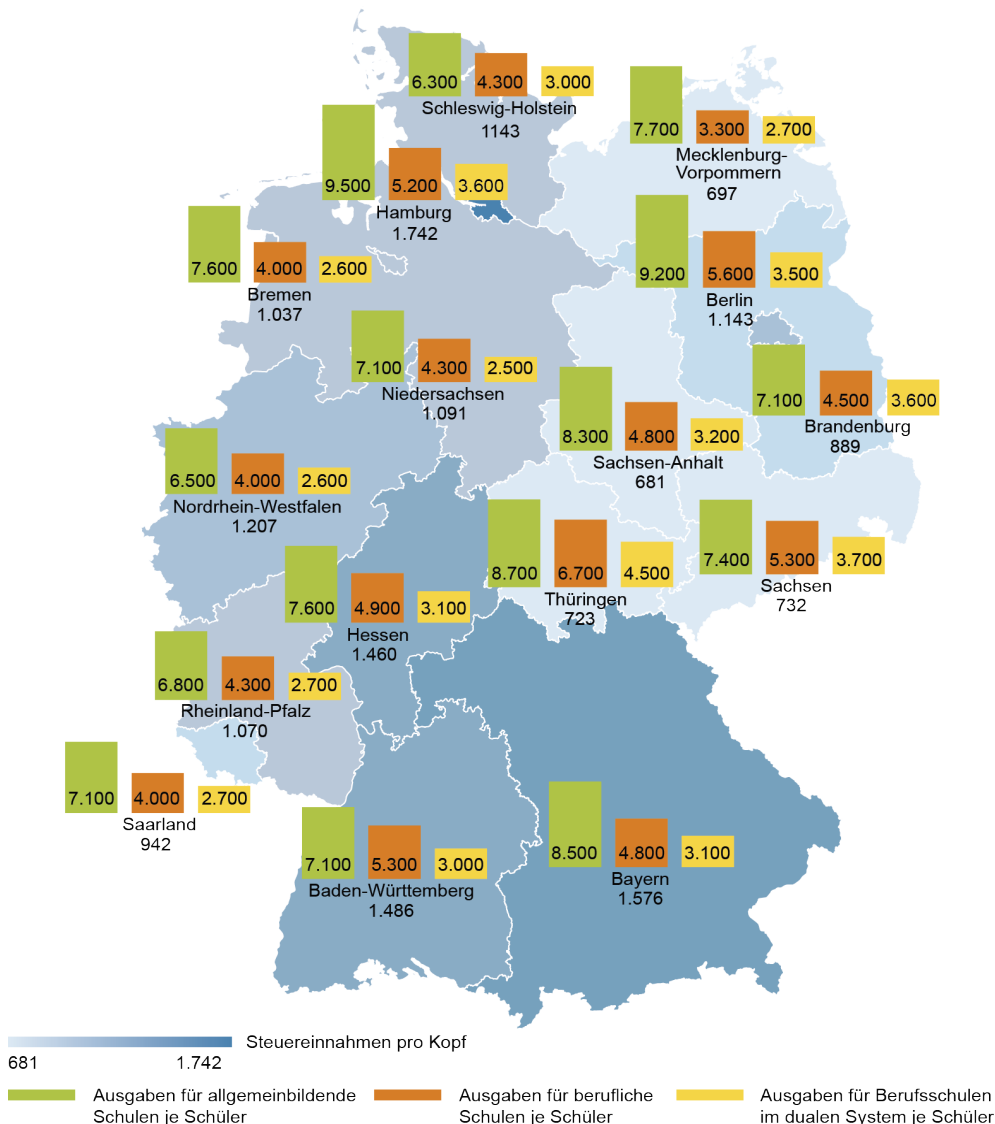 6.300 4.300 3.000
Schleswig-Holstein
1143
7.700 3.300 2.700
Mecklenburg-
Vorpommern
697
9.500 5.200 3.600
Hamburg
1.742
7.600 4.000 2.600
Bremen
1.037
9.200 5.600 3.500
Berlin
1.143
7.100 4.300 2.500
Niedersachsen
1.091
7.100 4.500 3.600
Brandenburg
889
8.300 4.800 3.200
Sachsen-Anhalt
681
6.500 4.000 2.600
Nordrhein-Westfalen
1.207
8.700 6.700 4.500
Thüringen
723
7.400 5.300 3.700
Sachsen
732
7.600 4.900 3.100
Hessen
1.460
6.800 4.300 2.700
Rheinland-Pfalz
1.070
7.100 4.000 2.700
Saarland
942
7.100 5.300 3.000
Baden-Württemberg
1.486
8.500 4.800 3.100
Bayern
1.576
Steuereinnahmen pro Kopf
681 1.742
Ausgaben für allgemeinbildende
Schulen je Schüler
Ausgaben für berufliche
Schulen je Schüler
Ausgaben für Berufsschulen
im dualen System je Schüler